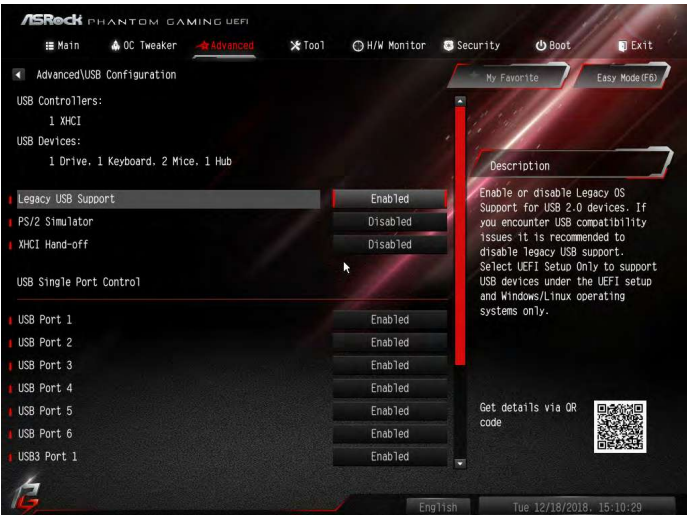 ASRock PHANTOM GAMING UEFI
Main OC Tweaker Advanced Tool H/W Monitor Security Boot Exit
Advanced\USB Configuration
My Favorite Easy Mode(F6)
USB Controllers:
1 XHCI
USB Devices:
1 Drive. 1 Keyboard. 2 Mice. 1 Hub
Legacy USB Support Enabled
PS/2 Simulator Disabled
XHCI Hand-off Disabled
USB Single Port Control
USB Port 1 Enabled
USB Port 2 Enabled
USB Port 3 Enabled
USB Port 4 Enabled
USB Port 5 Enabled
USB Port 6 Enabled
USB3 Port 1 Enabled
Description
Enable or disable Legacy OS
Support for USB 2.0 devices. If
you encounter USB compatibility
issues it is recommended to
disable legacy USB support.
Select UEFI Setup Only to support
USB devices under the UEFI setup
and Windows/Linux operating
systems only.
Get details via QR
code
English Tue 12/18/2018. 15:10:29